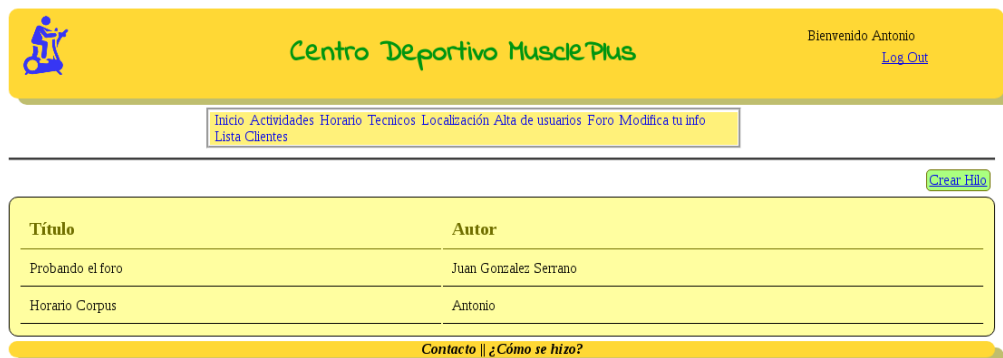 Centro Deportivo MusclePlus
Bienvenido Antonio
Log Out
Inicio Actividades Horario Tecnicos Localización Alta de usuarios Foro Modifica tu info
Lista Clientes
Crear Hilo
Título Autor
Probando el foro Juan Gonzalez Serrano
Horario Corpus Antonio
Contacto || ¿Cómo se hizo?